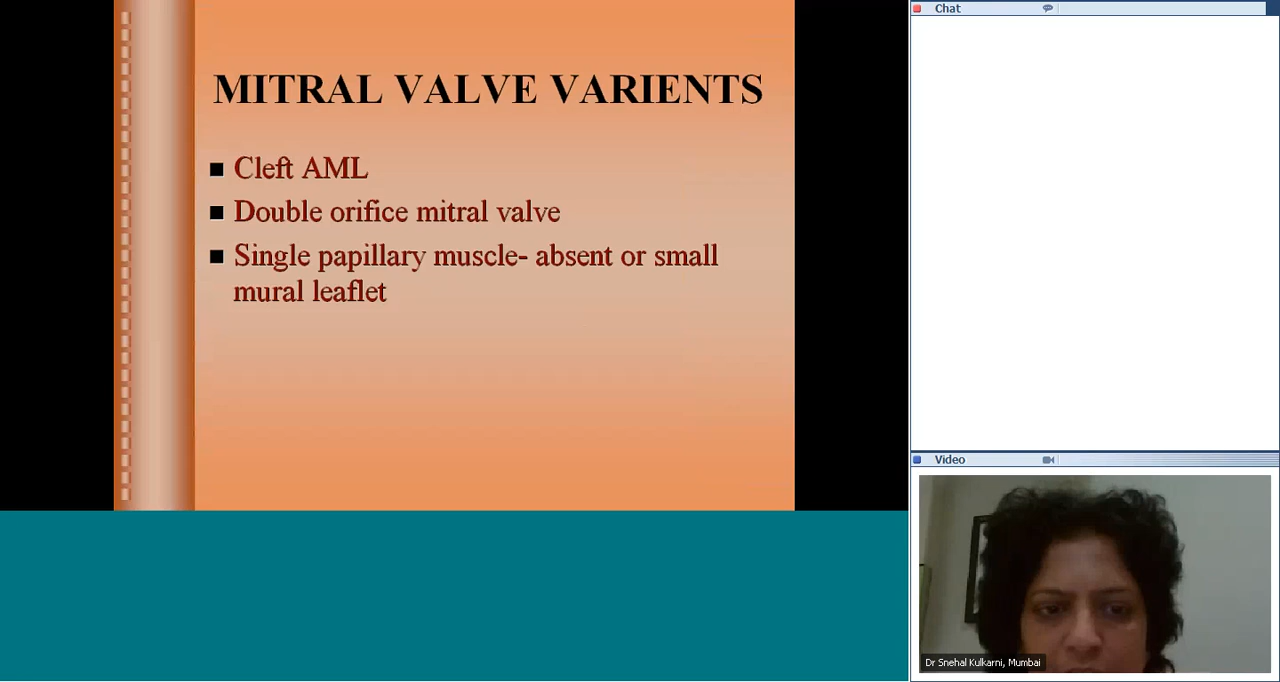 MITRAL VALVE VARIENTS
Cleft AML
Double orifice mitral valve
Single papillary muscle- absent or small
mural leaflet
Chat
Video
Dr Snehal Kulkarni, Mumbai